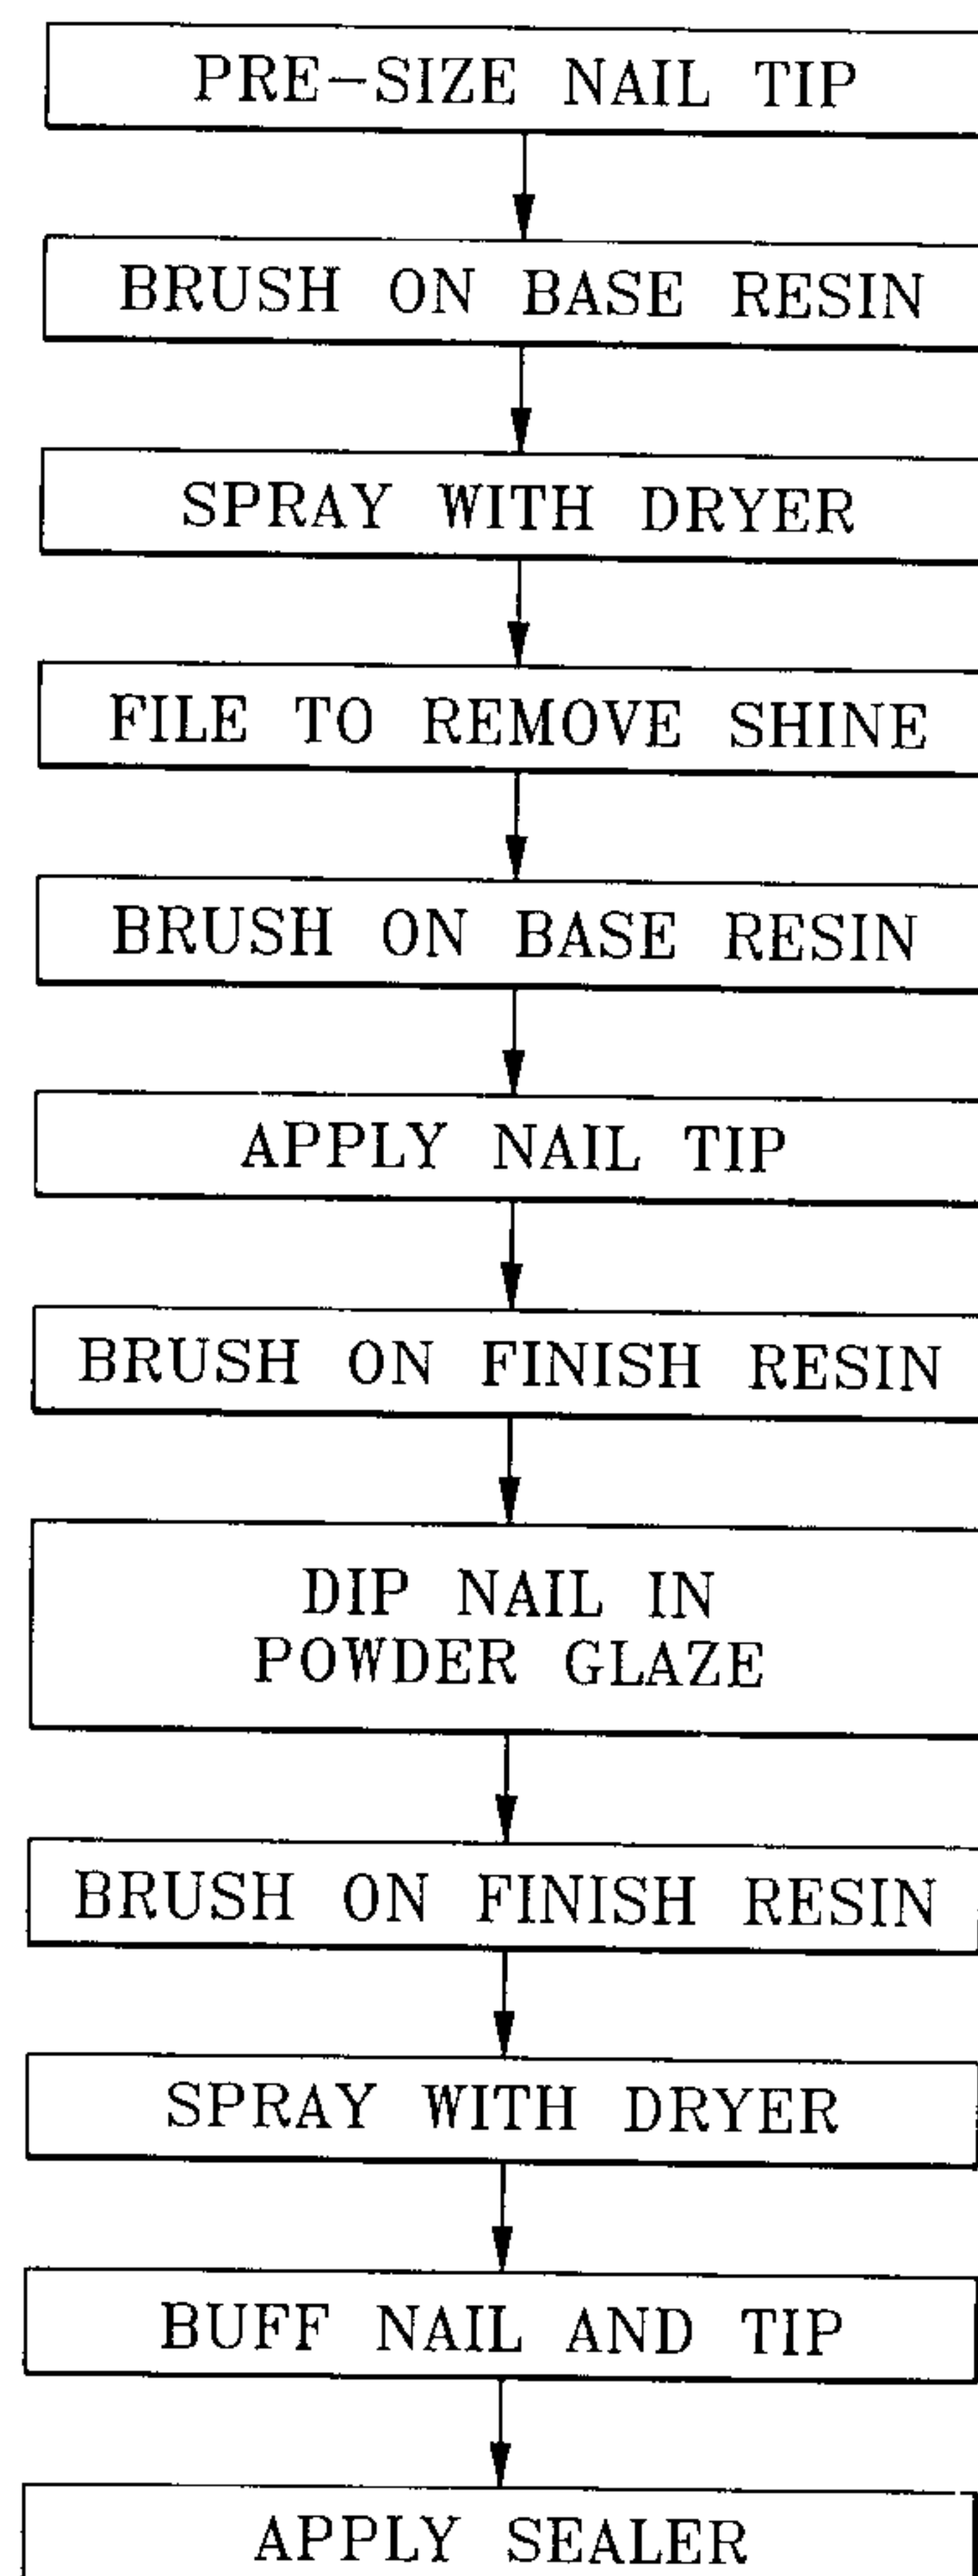 PRE-SIZE NAIL TIP
BRUSH ON BASE RESIN
SPRAY WITH DRYER
FILE TO REMOVE SHINE
BRUSH ON BASE RESIN
APPLY NAIL TIP
BRUSH ON FINISH RESIN
DIP NAIL IN
POWDER GLAZE
BRUSH ON FINISH RESIN
SPRAY WITH DRYER
BUFF NAIL AND TIP
APPLY SEALER